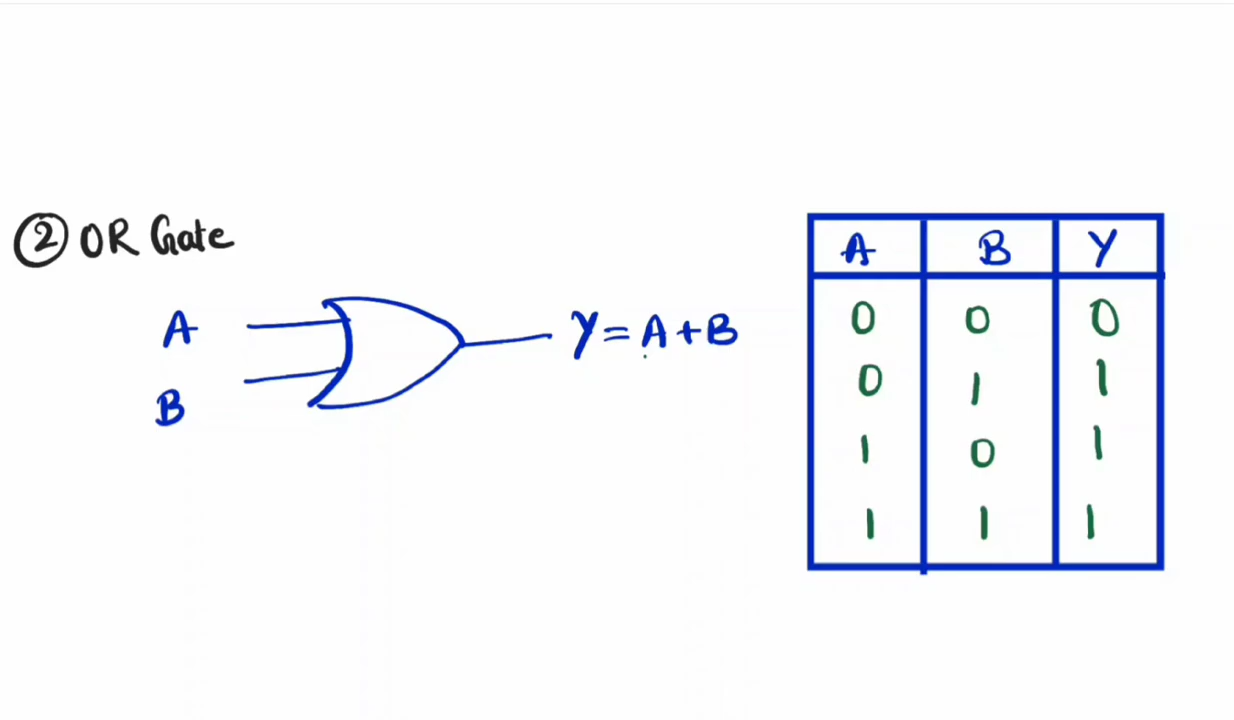 ② OR Gate
A
B
Y = A + B
A B Y
0 0 0
0 1 1
1 0 1
1 1 1